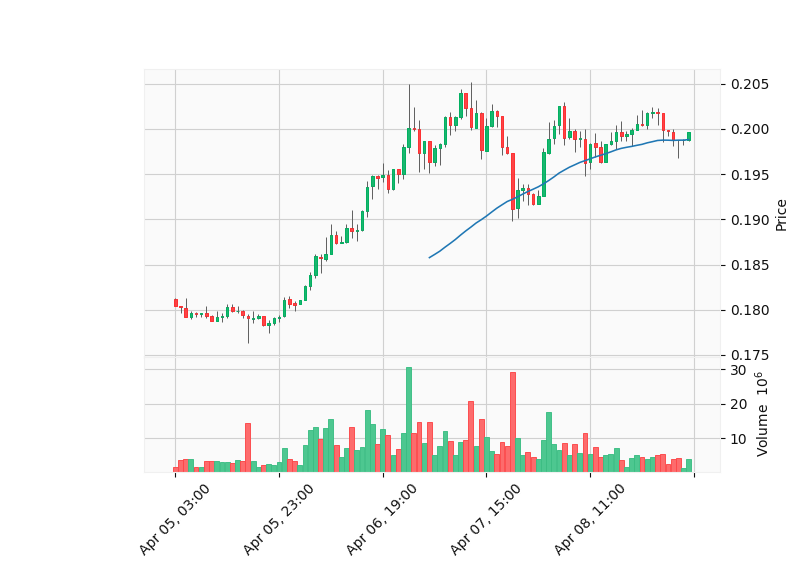 0.205
0.200
0.195
0.190
0.185
0.180
0.175
Price
30
20
10
Volume 10^6
Apr 05, 03:00
Apr 05, 23:00
Apr 06, 19:00
Apr 07, 15:00
Apr 08, 11:00